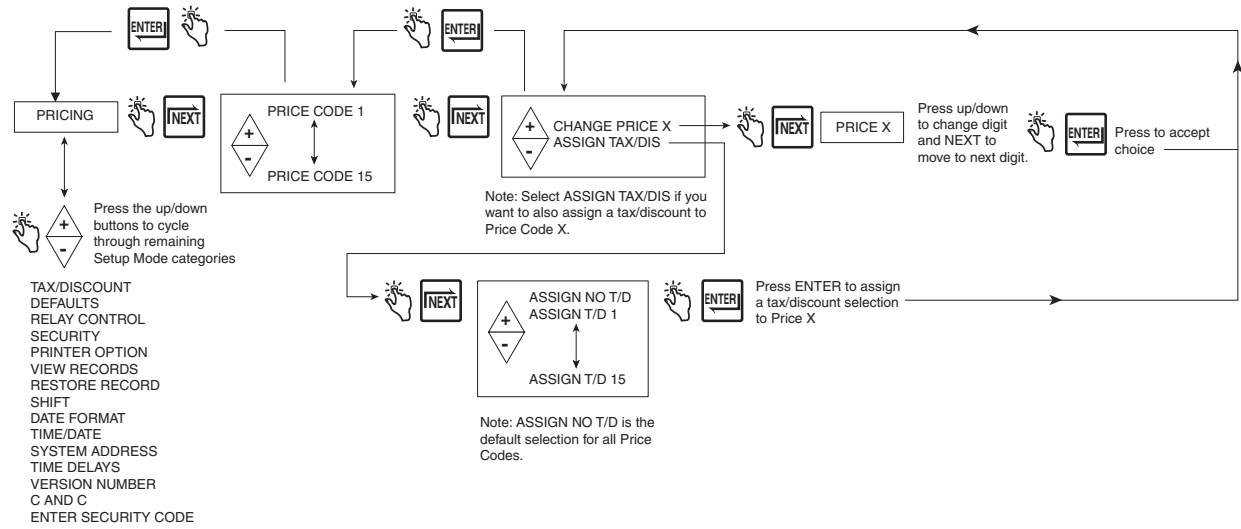 ENTER
ENTER
PRICING
NEXT
PRICE CODE 1
+
-
PRICE CODE 15
NEXT
+
-
CHANGE PRICE X
ASSIGN TAX/DIS
NEXT
PRICE X
Press up/down
to change digit
and NEXT to
move to next digit.
ENTER
Press to accept
choice
Note: Select ASSIGN TAX/DIS if you
want to also assign a tax/discount to
Price Code X.
+
-
Press the up/down
buttons to cycle
through remaining
Setup Mode categories
TAX/DISCOUNT
DEFAULTS
RELAY CONTROL
SECURITY
PRINTER OPTION
VIEW RECORDS
RESTORE RECORD
SHIFT
DATE FORMAT
TIME/DATE
SYSTEM ADDRESS
TIME DELAYS
VERSION NUMBER
C AND C
ENTER SECURITY CODE
NEXT
+
-
ASSIGN NO T/D
ASSIGN T/D 1
ASSIGN T/D 15
ENTER
Press ENTER to assign
a tax/discount selection
to Price X
Note: ASSIGN NO T/D is the
default selection for all Price
Codes.